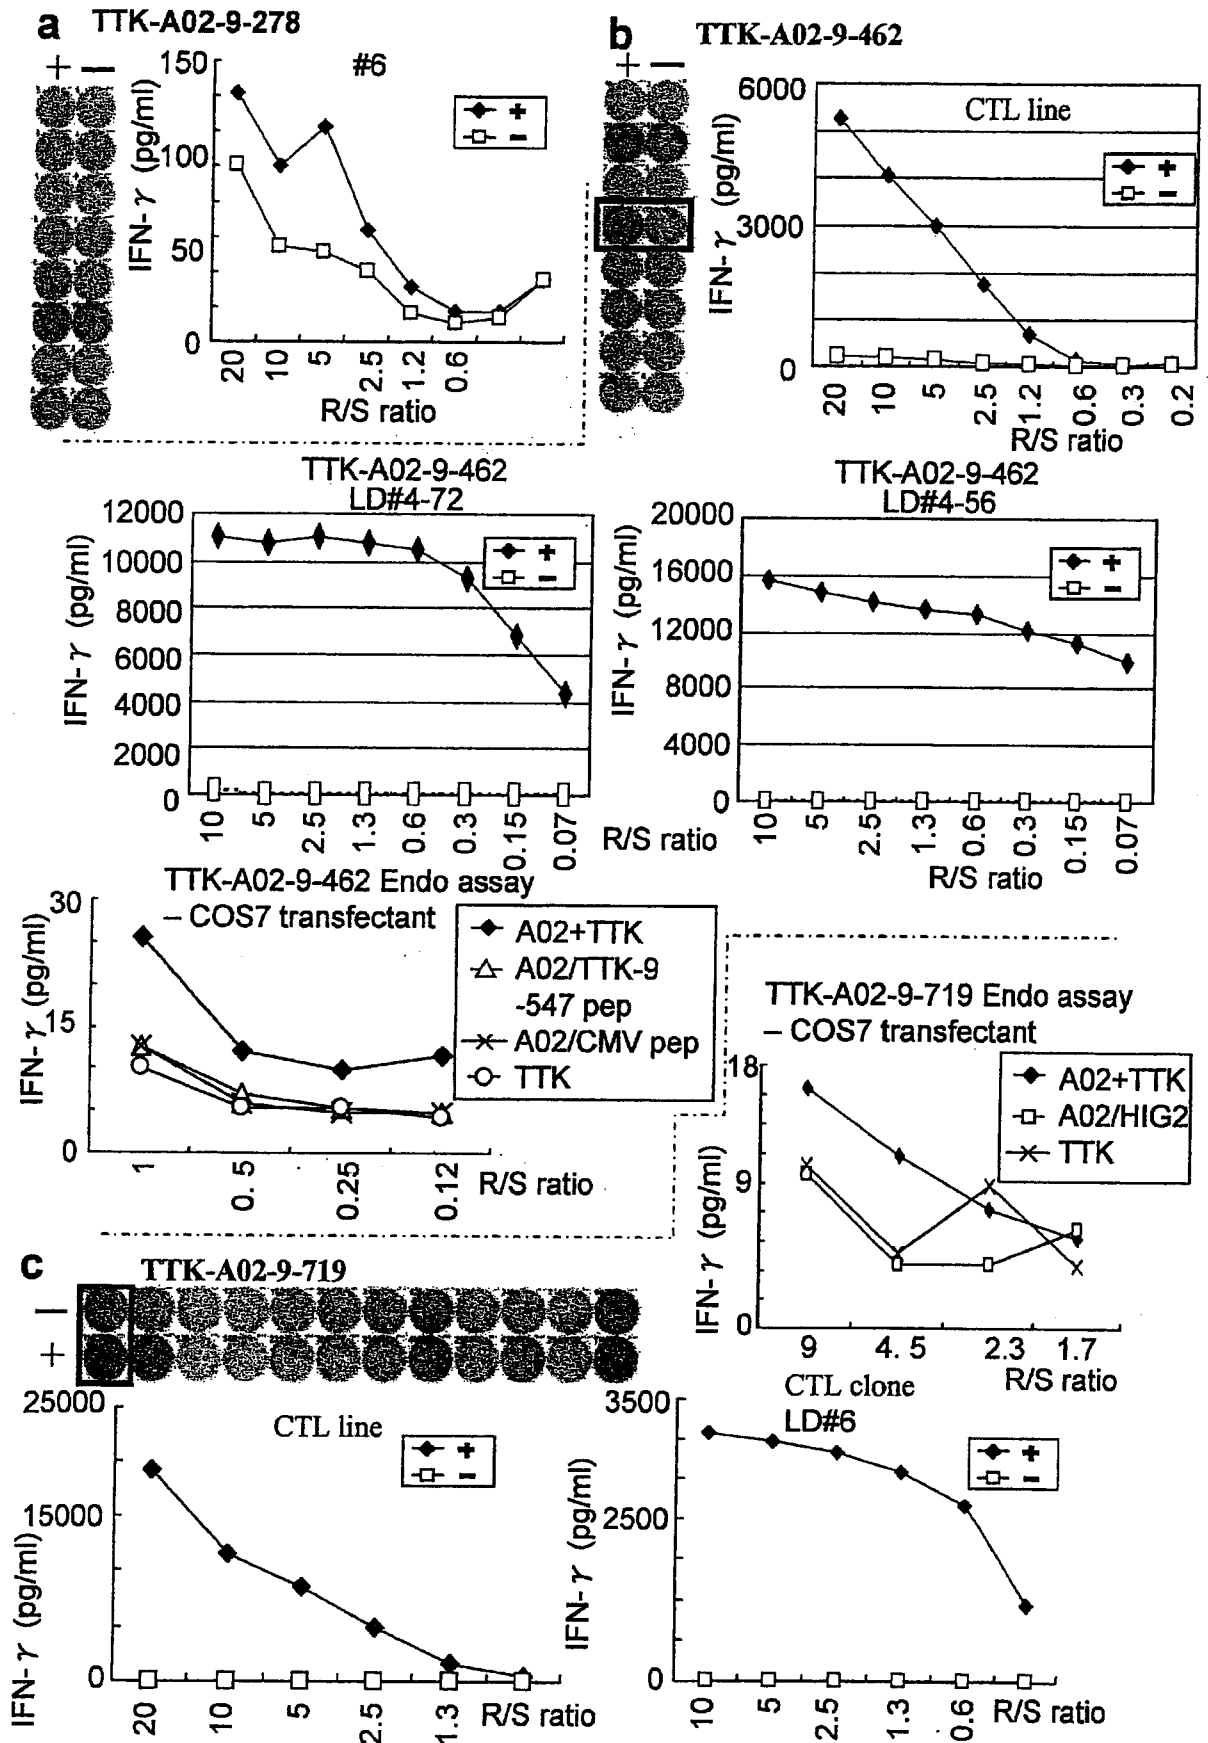 a TTK-A02-9-278
+ −
#6
150
100
50
0
IFN-γ (pg/ml)
+
−
20 10 5 2.5 1.2 0.6
R/S ratio
b TTK-A02-9-462
+ −
CTL line
6000
3000
0
IFN-γ (pg/ml)
+
−
20 10 5 2.5 1.2 0.6 0.3 0.2
R/S ratio
TTK-A02-9-462
LD#4-72
12000
10000
8000
6000
4000
2000
0
IFN-γ (pg/ml)
+
−
10 5 2.5 1.3 0.6 0.3 0.15 0.07 R/S ratio
TTK-A02-9-462
LD#4-56
20000
16000
12000
8000
4000
0
IFN-γ (pg/ml)
+
−
10 5 2.5 1.3 0.6 0.3 0.15 0.07
R/S ratio
TTK-A02-9-462 Endo assay
– COS7 transfectant
30
15
0
IFN-γ (pg/ml)
A02+TTK
A02/TTK-9
-547 pep
A02/CMV pep
TTK
1 0. 5 0.25 0.12 R/S ratio
TTK-A02-9-719 Endo assay
– COS7 transfectant
18
9
0
IFN-γ (pg/ml)
A02+TTK
A02/HIG2
TTK
9 4. 5 2.3 1.7
R/S ratio
c TTK-A02-9-719
−
+
CTL line
25000
15000
0
IFN-γ (pg/ml)
+
−
20 10 5 2.5 1.3 R/S ratio
CTL clone
LD#6
3500
2500
0
IFN-γ (pg/ml)
+
−
10 5 2.5 1.3 0.6 R/S ratio